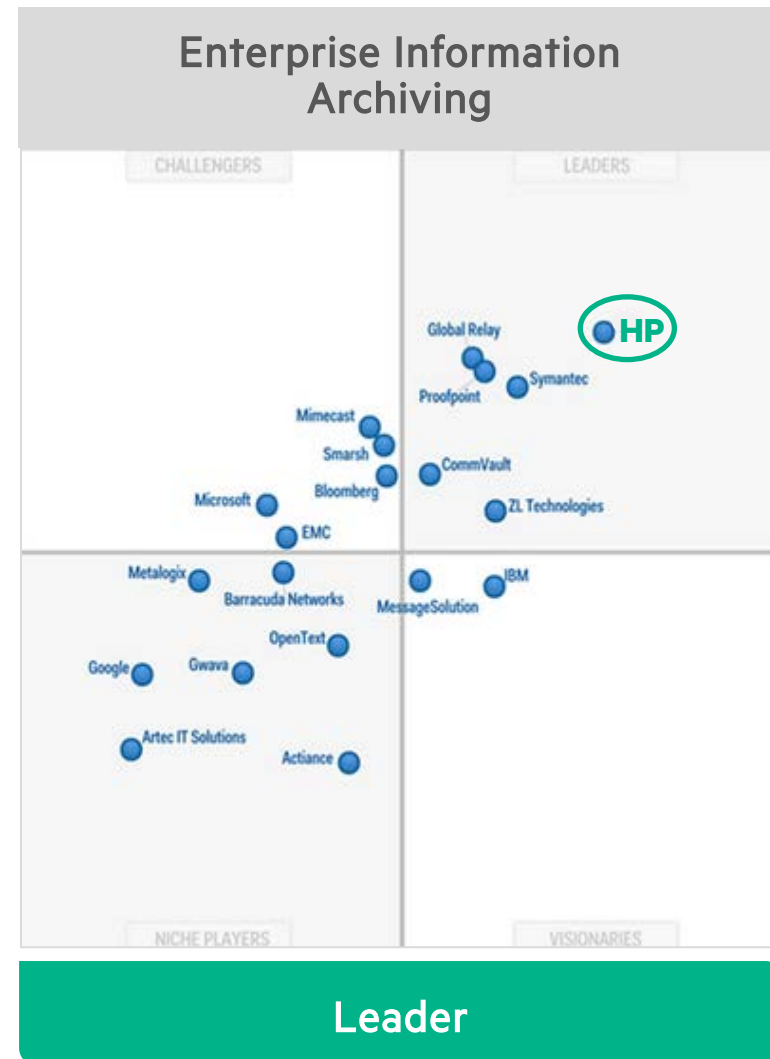 Enterprise Information
Archiving
CHALLENGERS
LEADERS
Global Relay
HP
Proofpoint
Symantec
Mimecast
Smarsh
Bloomberg
CommVault
Microsoft
ZL Technologies
EMC
Metalogix
Barracuda Networks
MessageSolution
IBM
OpenText
Google
Gwava
Artec IT Solutions
Actiance
NICHE PLAYERS
VISIONARIES
Leader